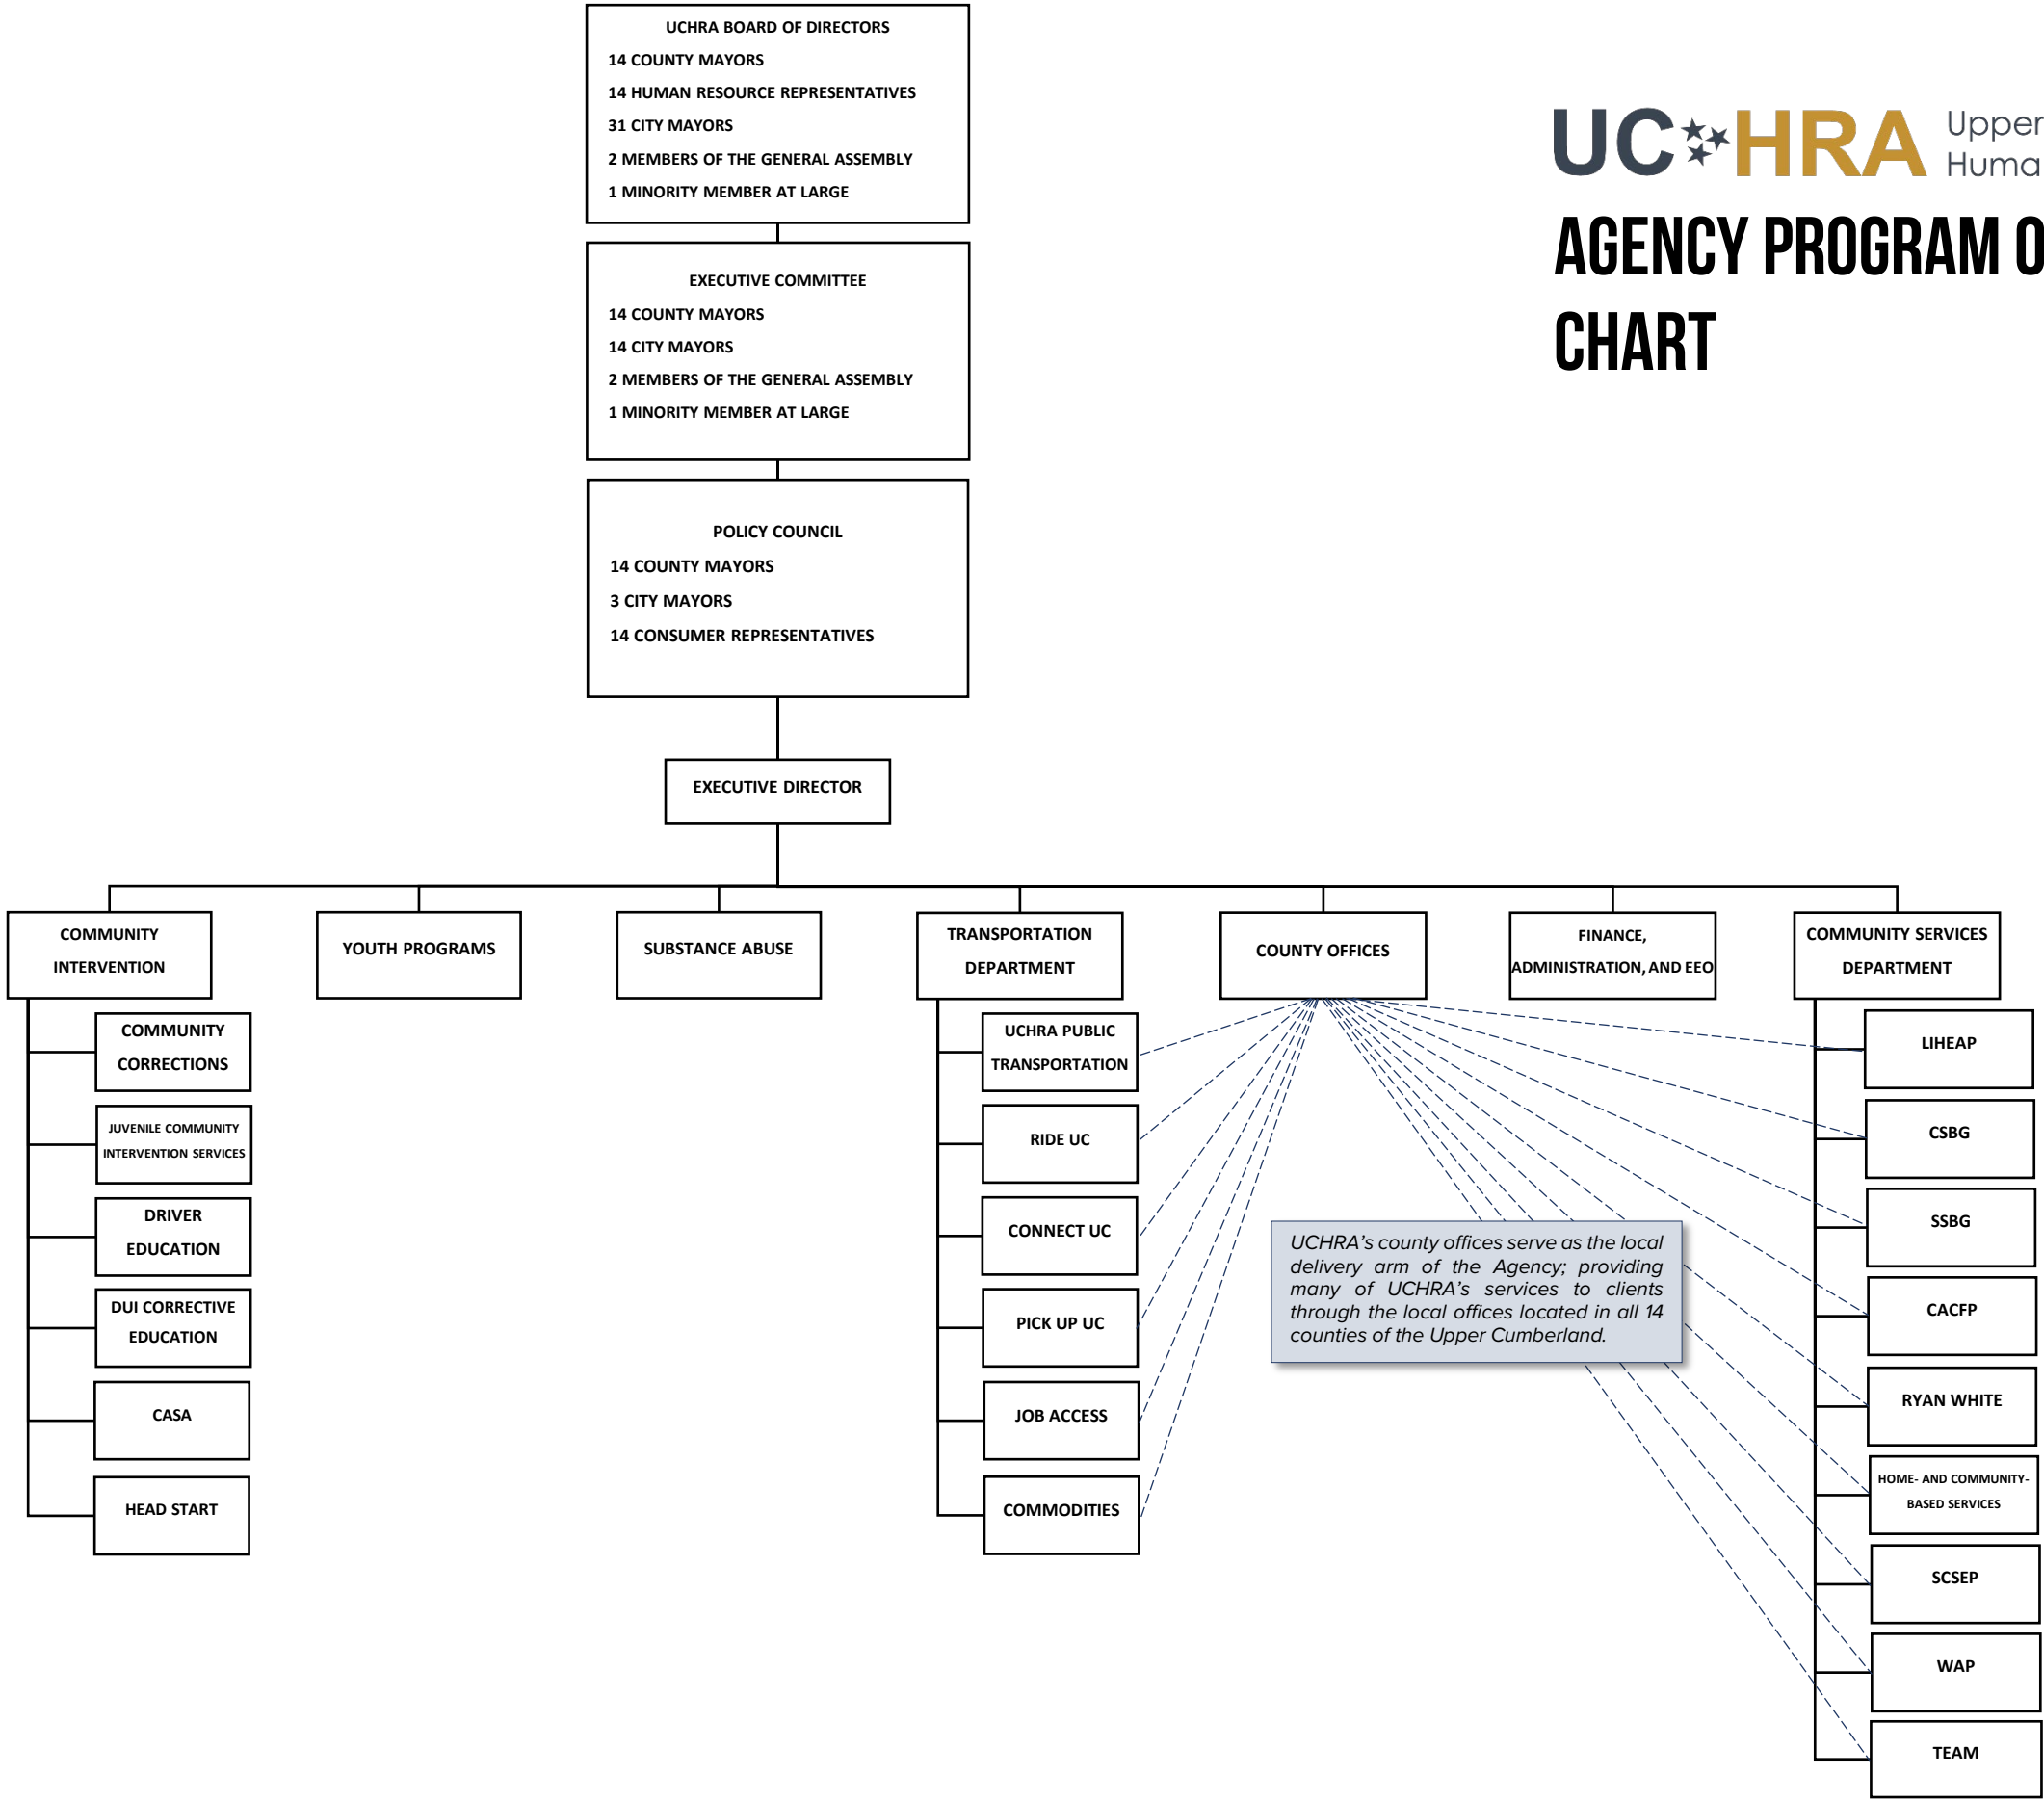 UCHRA BOARD OF DIRECTORS
14 COUNTY MAYORS
14 HUMAN RESOURCE REPRESENTATIVES
31 CITY MAYORS
2 MEMBERS OF THE GENERAL ASSEMBLY
1 MINORITY MEMBER AT LARGE
UC HRA
Upper
Huma
AGENCY PROGRAM O
CHART
EXECUTIVE COMMITTEE
14 COUNTY MAYORS
14 CITY MAYORS
2 MEMBERS OF THE GENERAL ASSEMBLY
1 MINORITY MEMBER AT LARGE
POLICY COUNCIL
14 COUNTY MAYORS
3 CITY MAYORS
14 CONSUMER REPRESENTATIVES
EXECUTIVE DIRECTOR
COMMUNITY
INTERVENTION
YOUTH PROGRAMS
SUBSTANCE ABUSE
TRANSPORTATION
DEPARTMENT
COUNTY OFFICES
FINANCE,
ADMINISTRATION, AND EEO
COMMUNITY SERVICES
DEPARTMENT
COMMUNITY
CORRECTIONS
JUVENILE COMMUNITY
INTERVENTION SERVICES
DRIVER
EDUCATION
DUI CORRECTIVE
EDUCATION
CASA
HEAD START
UCHRA PUBLIC
TRANSPORTATION
RIDE UC
CONNECT UC
PICK UP UC
JOB ACCESS
COMMODITIES
UCHRA's county offices serve as the local
delivery arm of the Agency; providing
many of UCHRA's services to clients
through the local offices located in all 14
counties of the Upper Cumberland.
LIHEAP
CSBG
SSBG
CACFP
RYAN WHITE
HOME- AND COMMUNITY-
BASED SERVICES
SCSEP
WAP
TEAM